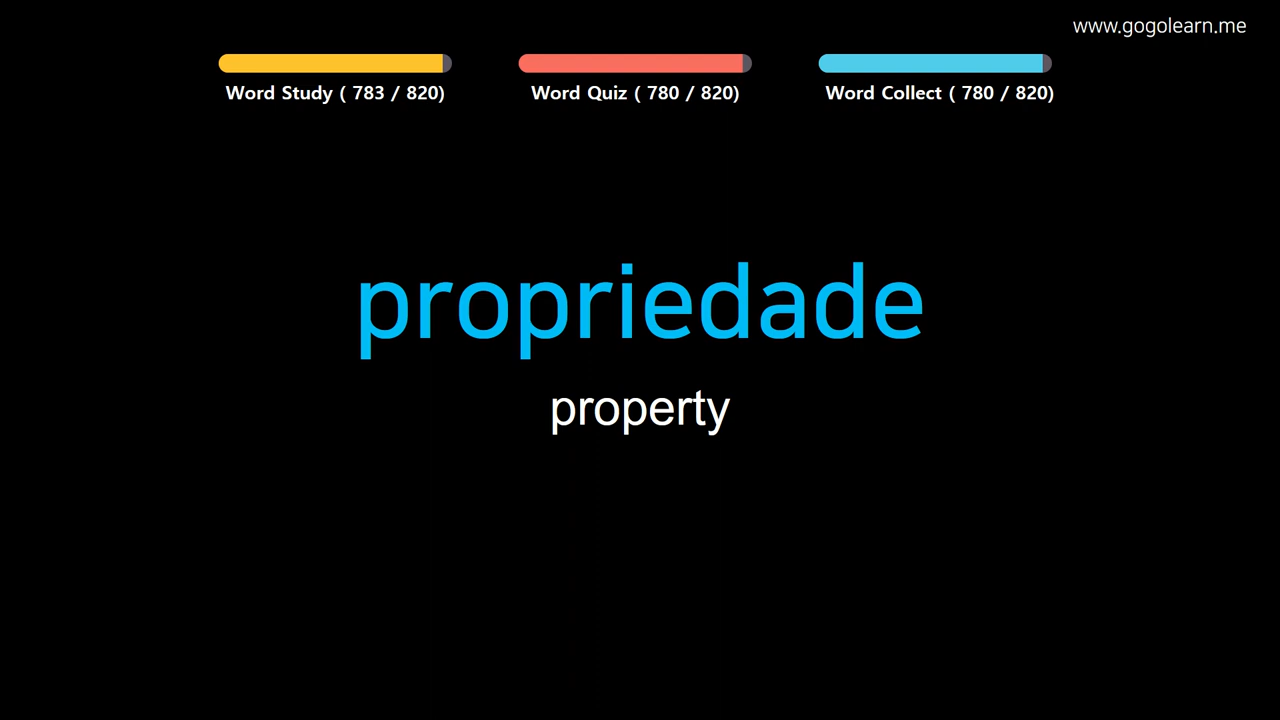 www.gogolearn.me
Word Study ( 783 / 820)
Word Quiz ( 780 / 820)
Word Collect ( 780 / 820)
propriedade
property